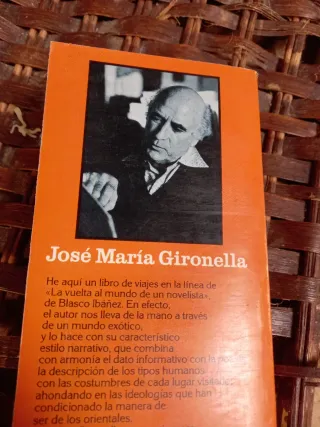 José María Gironella
He aquí un libro de viajes en la línea de
«La vuelta al mundo de un novelista»,
de Blasco Ibáñez. En efecto,
el autor nos lleva de la mano a través
de un mundo exótico,
y lo hace con su característico
estilo narrativo, que combina
con armonía el dato informativo con la
la descripción de los tipos humanos
con las costumbres de cada lugar
ahondando en las ideologías que han
condicionado la manera de
ser de los orientales.